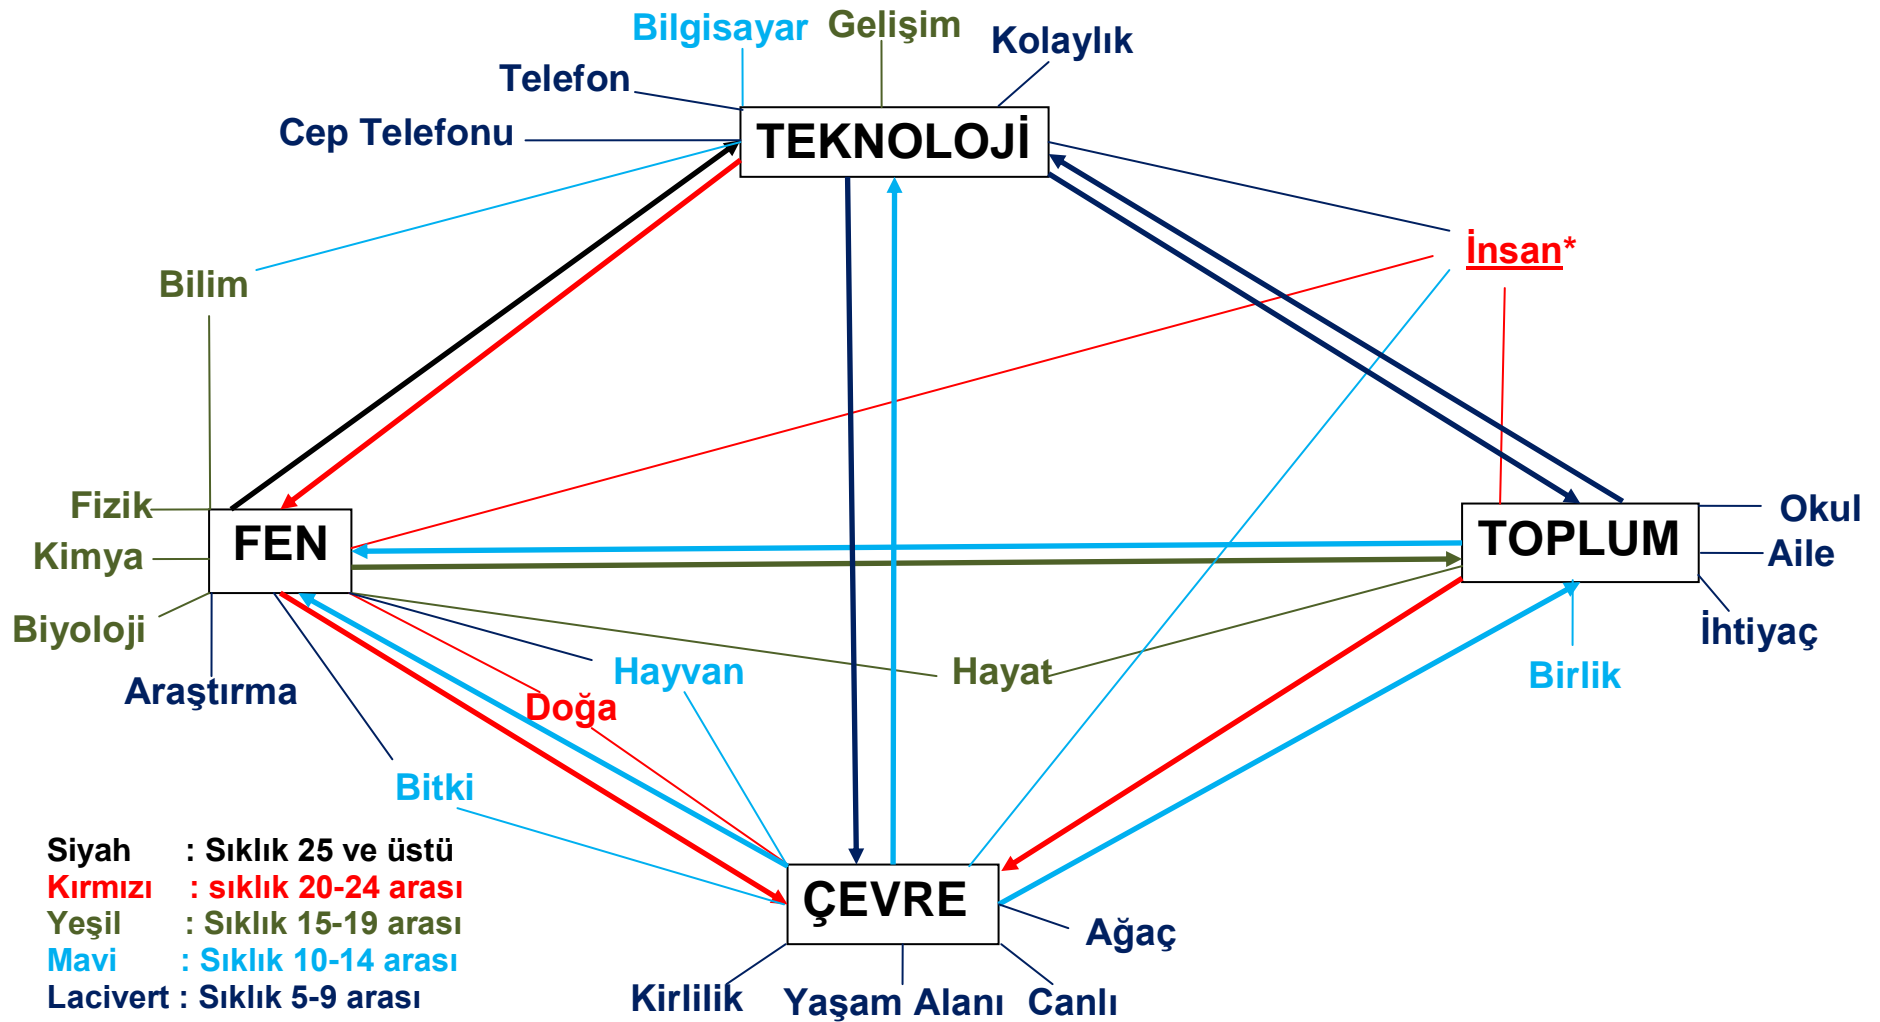 Bilgisayar
Gelişim
Kolaylık
Telefon
Cep Telefonu
TEKNOLOJİ
İnsan*
Bilim
Fizik
FEN
Kimya
Biyoloji
Araştırma
TOPLUM
Okul
Aile
İhtiyaç
Birlik
Hayvan
Hayat
Doğa
Bitki
ÇEVRE
Ağaç
Kirlilik
Yaşam Alanı
Canlı
Siyah : Sıklık 25 ve üstü
Kırmızı : sıklık 20-24 arası
Yeşil : Sıklık 15-19 arası
Mavi : Sıklık 10-14 arası
Lacivert : Sıklık 5-9 arası